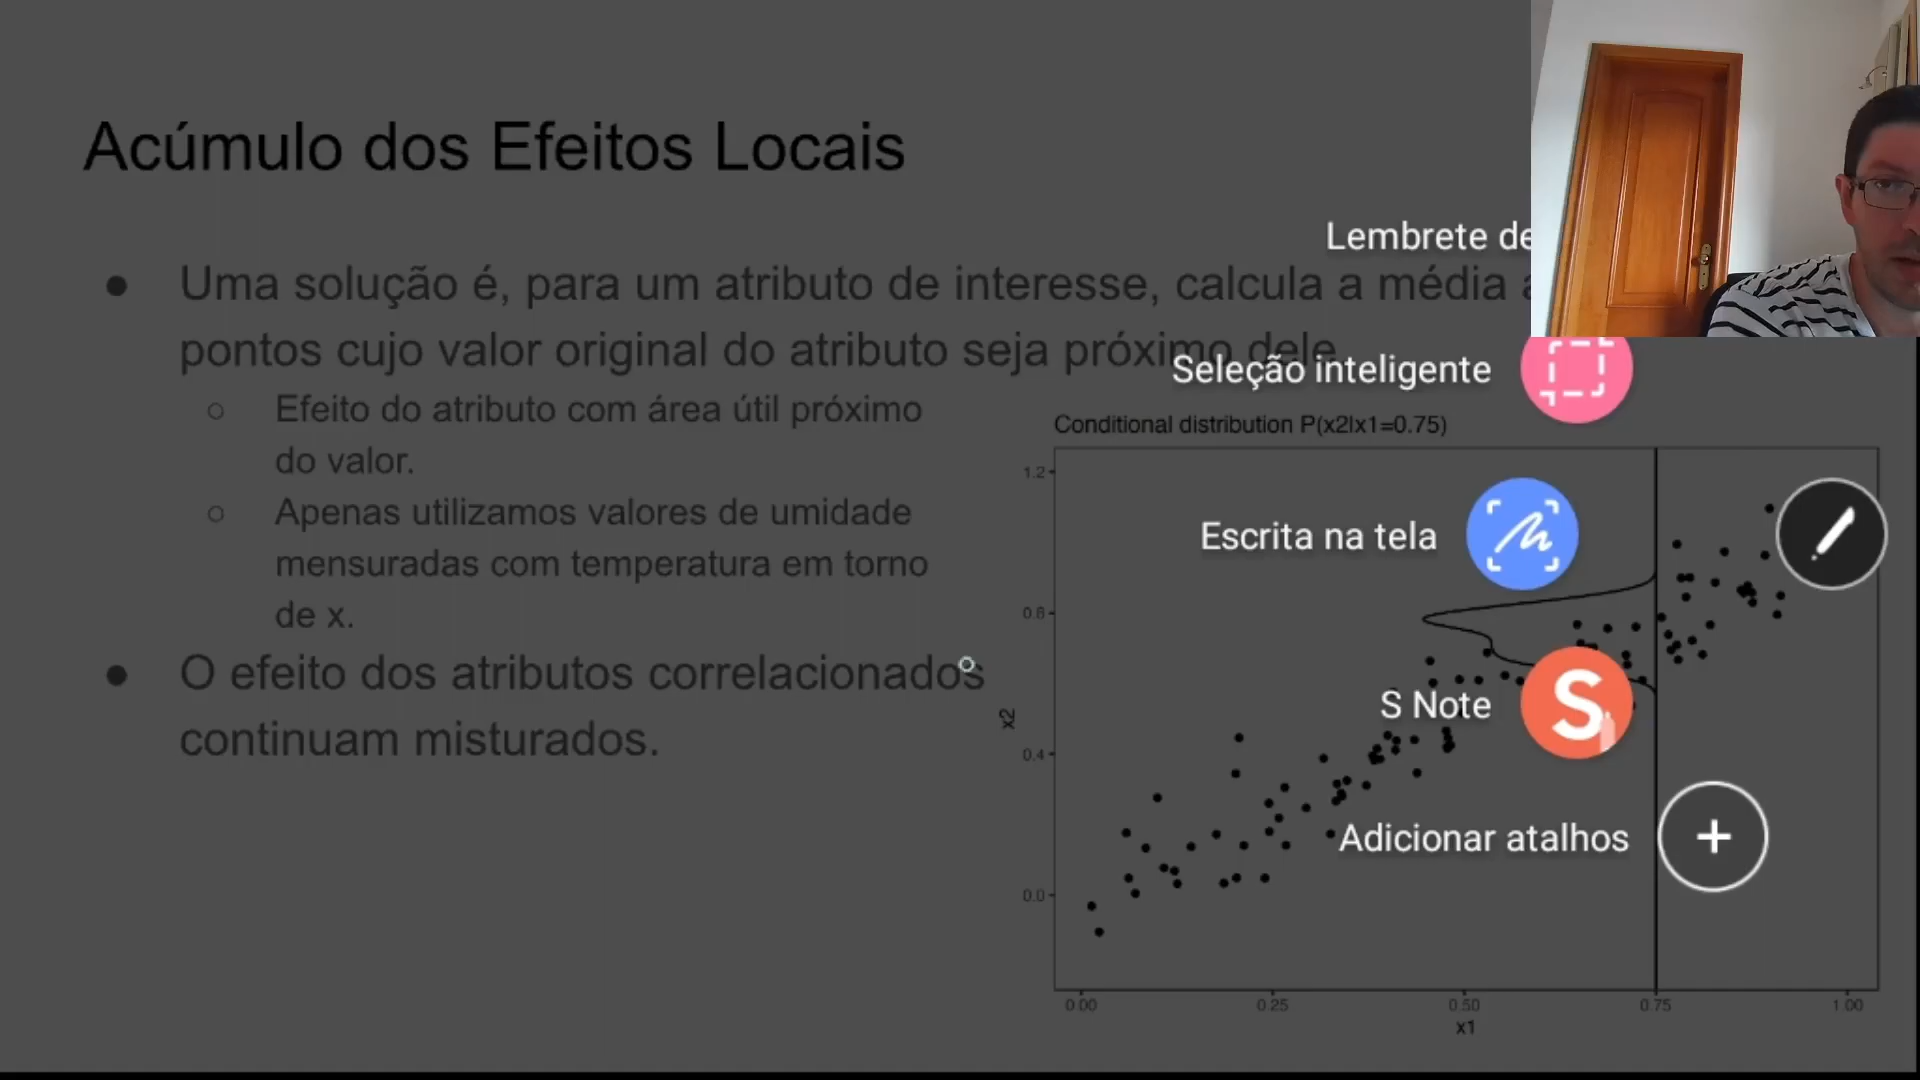 Acúmulo dos Efeitos Locais
Lembrete de
● Uma solução é, para um atributo de interesse, calcula a média
pontos cujo valor original do atributo seja próximo dele
Seleção inteligente
○ Efeito do atributo com área útil próximo
do valor.
○ Apenas utilizamos valores de umidade
mensuradas com temperatura em torno
de x.
● O efeito dos atributos correlacionados
continuam misturados.
Conditional distribution P(x2|x1=0.75)
1.2
Escrita na tela
0.8
S Note
S
x2
0.4
Adicionar atalhos
+
0.0
0.00 0.25 0.50 0.75 1.00
x1